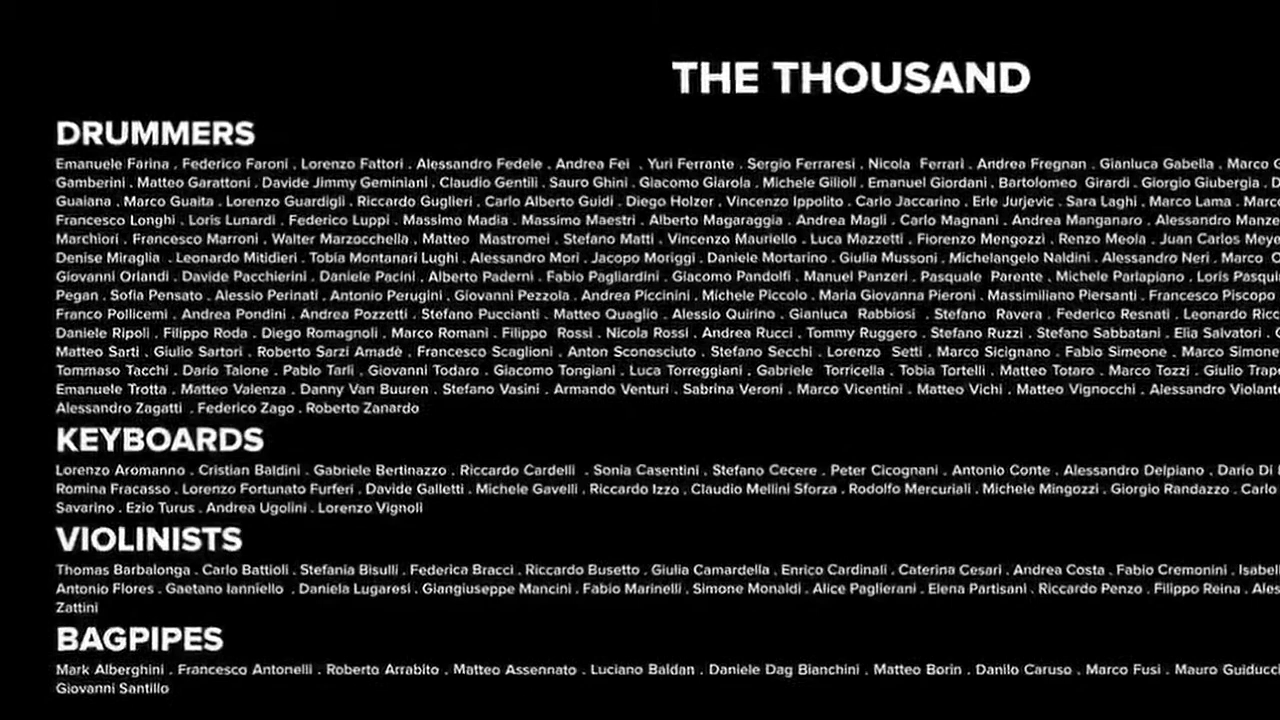 THE THOUSAND
DRUMMERS
Emanuele Farina . Federico Faroni . Lorenzo Fattori . Alessandro Fedele . Andrea Fei . Yuri Ferrante . Sergio Ferraresi . Nicola Ferrari . Andrea Fregnan . Gianluca Gabella . Marco
Gamberini . Matteo Garattoni . Davide Jimmy Geminiani . Claudio Gentili . Sauro Ghini . Giacomo Giarola . Michele Gilioli . Emanuel Giordani . Bartolomeo Girardi . Giorgio Giubergia .
Guaiana . Marco Guaita . Lorenzo Guardigli . Riccardo Guglieri . Carlo Alberto Guidi . Diego Holzer . Vincenzo Ippolito . Carlo Jaccarino . Erle Jurjevic . Sara Laghi . Marco Lama .
Francesco Longhi . Loris Lunardi . Federico Luppi . Massimo Madia . Massimo Maestri . Alberto Magaraggia . Andrea Magli . Carlo Magnani . Andrea Manganaro . Alessandro
Marchiori . Francesco Marroni . Walter Marzocchella . Matteo Mastromei . Stefano Matti . Vincenzo Mauriello . Luca Mazzetti . Fiorenzo Mengozzi . Renzo Meola . Juan Carlos
Denise Miraglia . Leonardo Mitidieri . Tobia Montanari Lughi . Alessandro Mori . Jacopo Moriggi . Daniele Mortarino . Giulia Mussoni . Michelangelo Naldini . Alessandro Neri . Marco
Giovanni Orlandi . Davide Pacchierini . Daniele Pacini . Alberto Paderni . Fabio Pagliardini . Giacomo Pandolfi . Manuel Panzeri . Pasquale Parente . Michele Parlapiano . Loris
Pegan . Sofia Pensato . Alessio Perinati . Antonio Perugini . Giovanni Pezzola . Andrea Piccinini . Michele Piccolo . Maria Giovanna Pieroni . Massimiliano Piersanti . Francesco Piscopo
Franco Pollicemi . Andrea Pondini . Andrea Pozzetti . Stefano Puccianti . Matteo Quaglio . Alessio Quirino . Gianluca Rabbiosi . Stefano Ravera . Federico Resnati . Leonardo
Daniele Ripoli . Filippo Roda . Diego Romagnoli . Marco Romani . Filippo Rossi . Nicola Rossi . Andrea Rucci . Tommy Ruggero . Stefano Ruzzi . Stefano Sabbatani . Elia Salvatori .
Matteo Sarti . Giulio Sartori . Roberto Sarzi Amadè . Francesco Scaglioni . Anton Sconosciuto . Stefano Secchi . Lorenzo Setti . Marco Sicignano . Fabio Simeone . Marco
Tommaso Tacchi . Dario Talone . Pablo Tarli . Giovanni Todaro . Giacomo Tongiani . Luca Torreggiani . Gabriele Torricella . Tobia Tortelli . Matteo Totaro . Marco Tozzi . Giulio
Emanuele Trotta . Matteo Valenza . Danny Van Buuren . Stefano Vasini . Armando Venturi . Sabrina Veroni . Marco Vicentini . Matteo Vichi . Matteo Vignocchi . Alessandro
Alessandro Zagatti . Federico Zago . Roberto Zanardo
KEYBOARDS
Lorenzo Aromanno . Cristian Baldini . Gabriele Bertinazzo . Riccardo Cardelli . Sonia Casentini . Stefano Cecere . Peter Cicognani . Antonio Conte . Alessandro Delpiano . Dario Di
Romina Fracasso . Lorenzo Fortunato Furferi . Davide Galletti . Michele Gavelli . Riccardo Izzo . Claudio Mellini Sforza . Rodolfo Mercuriali . Michele Mingozzi . Giorgio Randazzo . Carlo
Savarino . Ezio Turus . Andrea Ugolini . Lorenzo Vignoli
VIOLINISTS
Thomas Barbalonga . Carlo Battioli . Stefania Bisulli . Federica Bracci . Riccardo Busetto . Giulia Camardella . Enrico Cardinali . Caterina Cesari . Andrea Costa . Fabio Cremonini .
Antonio Flores . Gaetano Ianniello . Daniela Lugaresi . Giangiuseppe Mancini . Fabio Marinelli . Simone Monaldi . Alice Paglierani . Elena Partisani . Riccardo Penzo . Filippo Reina .
Zattini
BAGPIPES
Mark Alberghini . Francesco Antonelli . Roberto Arrabito . Matteo Assennato . Luciano Baldan . Daniele Dag Bianchini . Matteo Borin . Danilo Caruso . Marco Fusi . Mauro
Giovanni Santillo